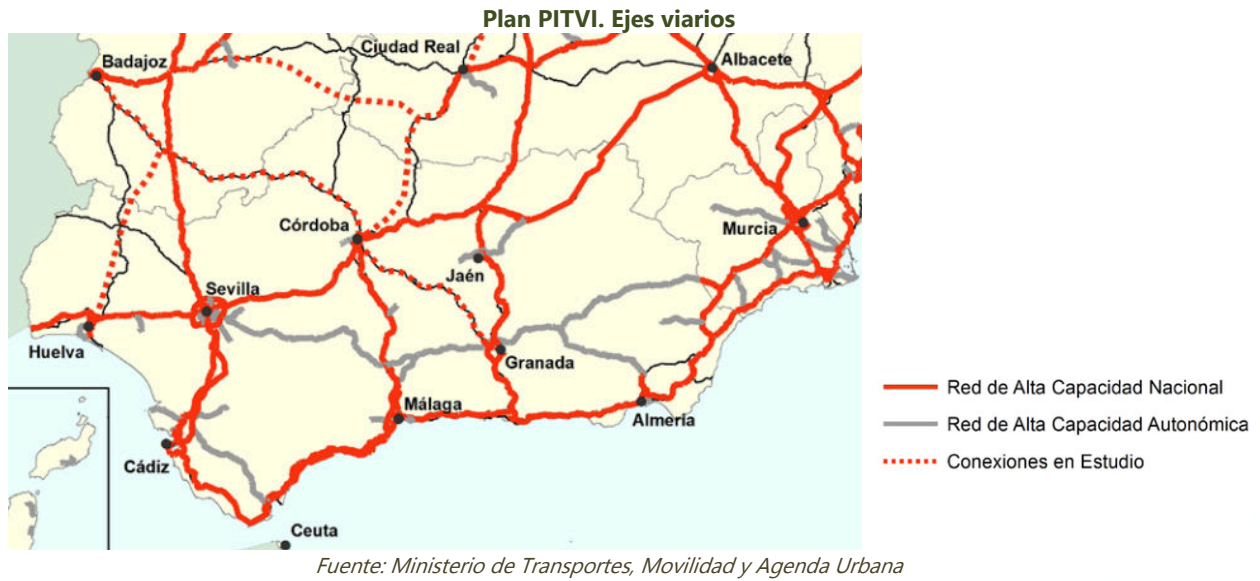 Plan PITVI. Ejes viarios
Ciudad Real
Badajoz
Albacete
Córdoba
Murcia
Jaén
Sevilla
Huelva
Granada
Málaga
Almería
Cádiz
Ceuta
Red de Alta Capacidad Nacional
Red de Alta Capacidad Autonómica
Conexiones en Estudio
Fuente: Ministerio de Transportes, Movilidad y Agenda Urbana